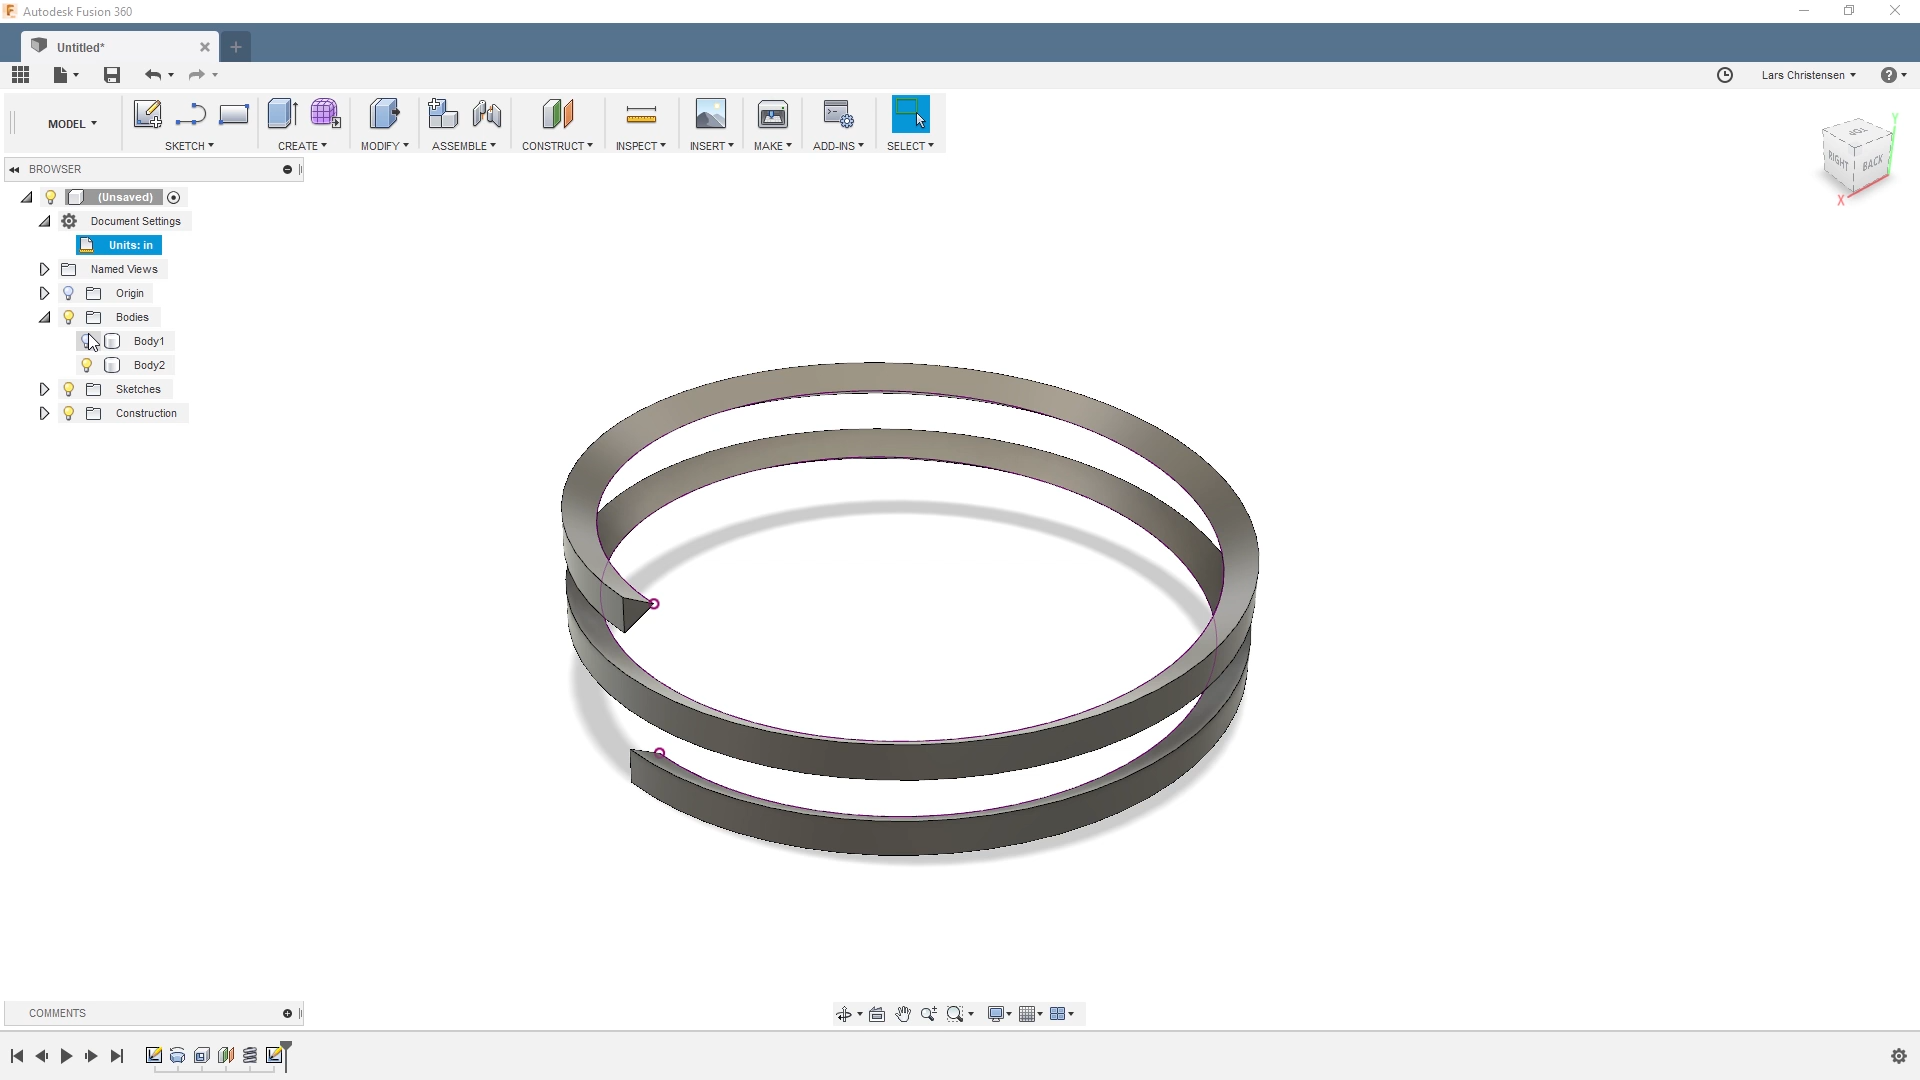 Autodesk Fusion 360
Untitled*
Lars Christensen
MODEL
SKETCH
CREATE
MODIFY
ASSEMBLE
CONSTRUCT
INSPECT
INSERT
MAKE
ADD-INS
SELECT
BROWSER
(Unsaved)
Document Settings
Units: in
Named Views
Origin
Bodies
Body1
Body2
Sketches
Construction
TOP
RIGHT
BACK
Y
X
COMMENTS